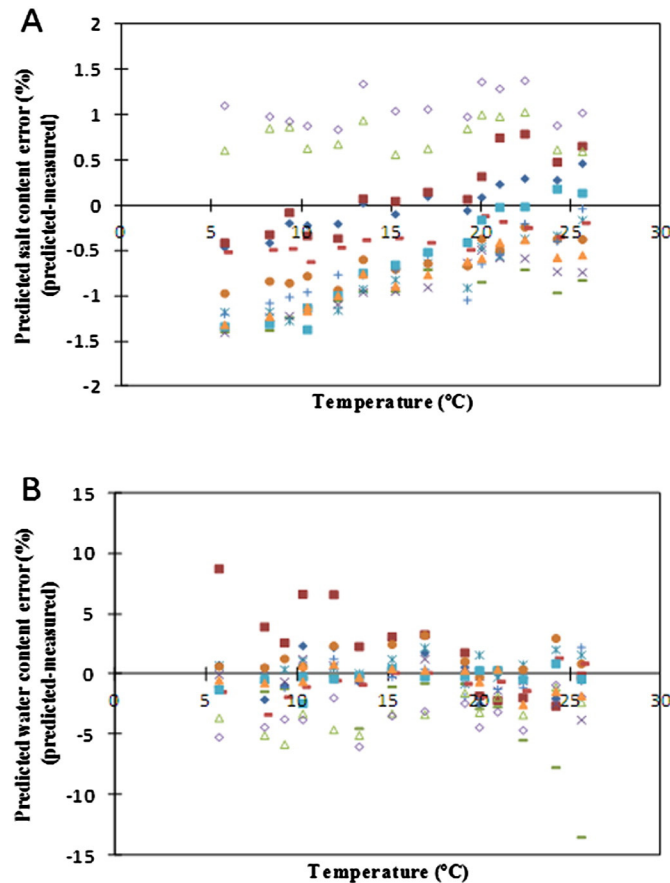 A
Predicted salt content error (%)
(predicted-measured)
2
1.5
1
0.5
0
-0.5
-1
-1.5
-2
0 5 10 15 20 25 30
Temperature (°C)
B
Predicted water content error (%)
(predicted-measured)
15
10
5
0
-5
-10
-15
0 5 10 15 20 25 30
Temperature (°C)